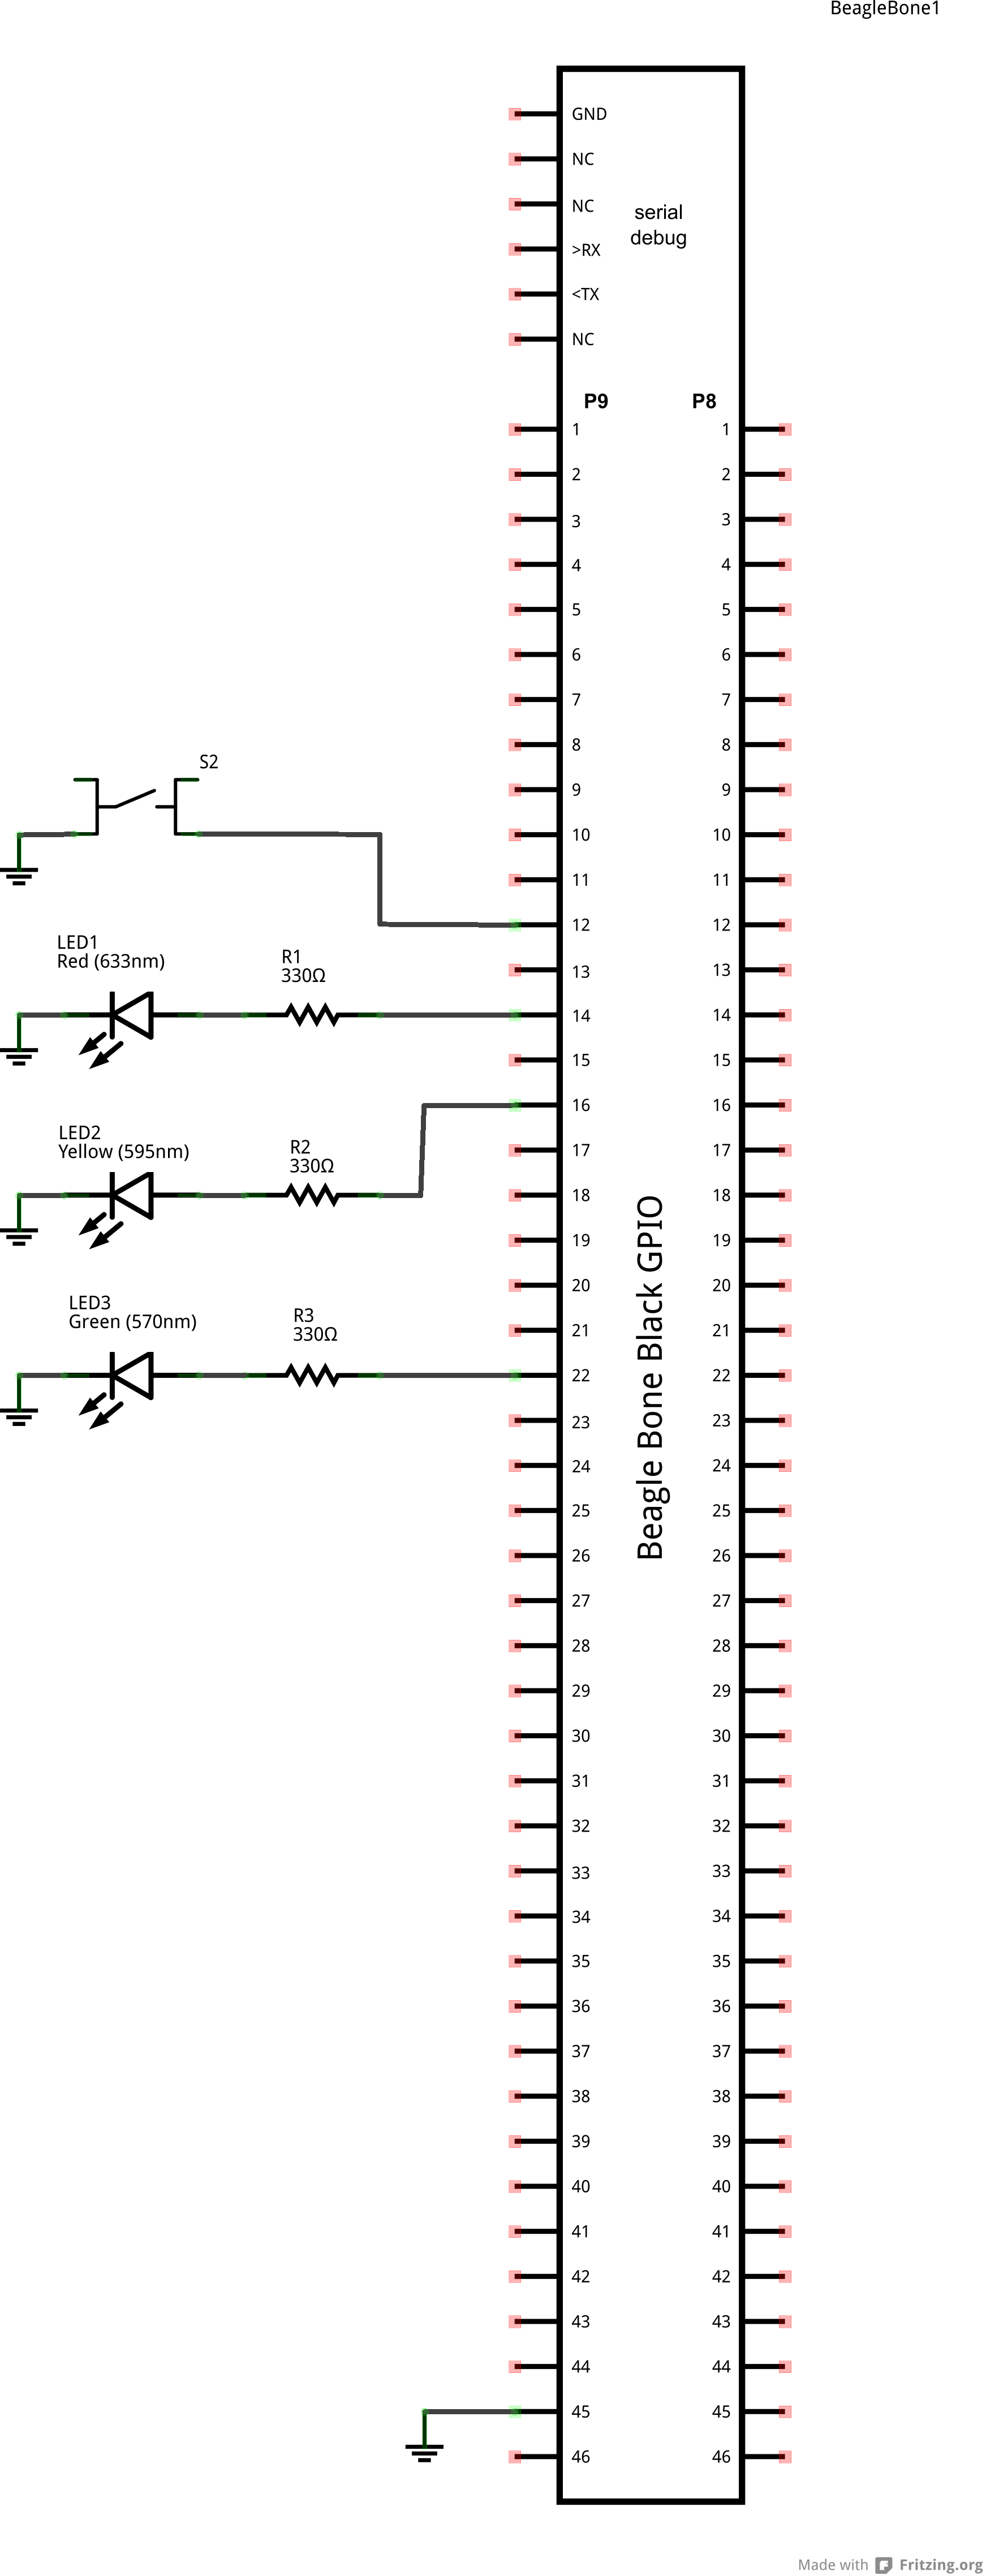 BeagleBone1
GND
NC
NC
>RX
<TX
NC
serial
debug
P9 P8
1 1
2 2
3 3
4 4
5 5
6 6
7 7
8 8
9 9
10 10
11 11
12 12
13 13
14 14
15 15
16 16
17 17
18 18
19 19
20 20
21 21
22 22
23 23
24 24
25 25
26 26
27 27
28 28
29 29
30 30
31 31
32 32
33 33
34 34
35 35
36 36
37 37
38 38
39 39
40 40
41 41
42 42
43 43
44 44
45 45
46 46
Beagle Bone Black GPIO
S2
LED1
Red (633nm)
R1
330Ω
LED2
Yellow (595nm)
R2
330Ω
LED3
Green (570nm)
R3
330Ω
Made with Fritzing.org